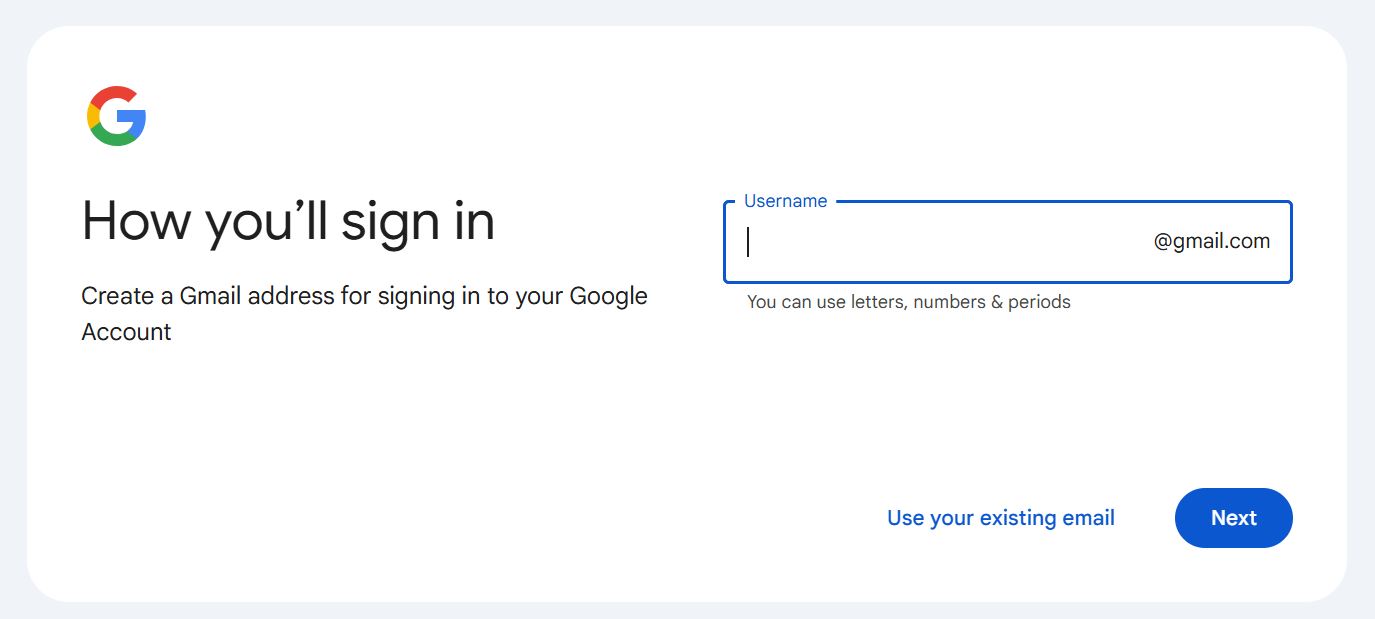 How you’ll sign in
Create a Gmail address for signing in to your Google
Account
Username
@gmail.com
You can use letters, numbers & periods
Use your existing email
Next